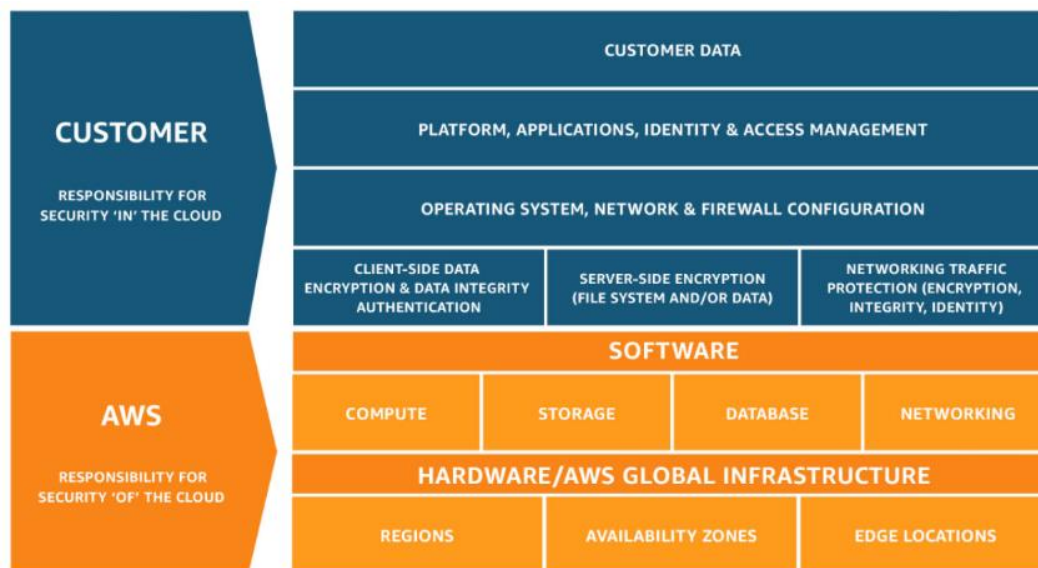 CUSTOMER
RESPONSIBILITY FOR
SECURITY ‘IN’ THE CLOUD
CUSTOMER DATA
PLATFORM, APPLICATIONS, IDENTITY & ACCESS MANAGEMENT
OPERATING SYSTEM, NETWORK & FIREWALL CONFIGURATION
CLIENT-SIDE DATA
ENCRYPTION & DATA INTEGRITY
AUTHENTICATION
SERVER-SIDE ENCRYPTION
(FILE SYSTEM AND/OR DATA)
NETWORKING TRAFFIC
PROTECTION (ENCRYPTION,
INTEGRITY, IDENTITY)
AWS
RESPONSIBILITY FOR
SECURITY ‘OF’ THE CLOUD
SOFTWARE
COMPUTE
STORAGE
DATABASE
NETWORKING
HARDWARE/AWS GLOBAL INFRASTRUCTURE
REGIONS
AVAILABILITY ZONES
EDGE LOCATIONS